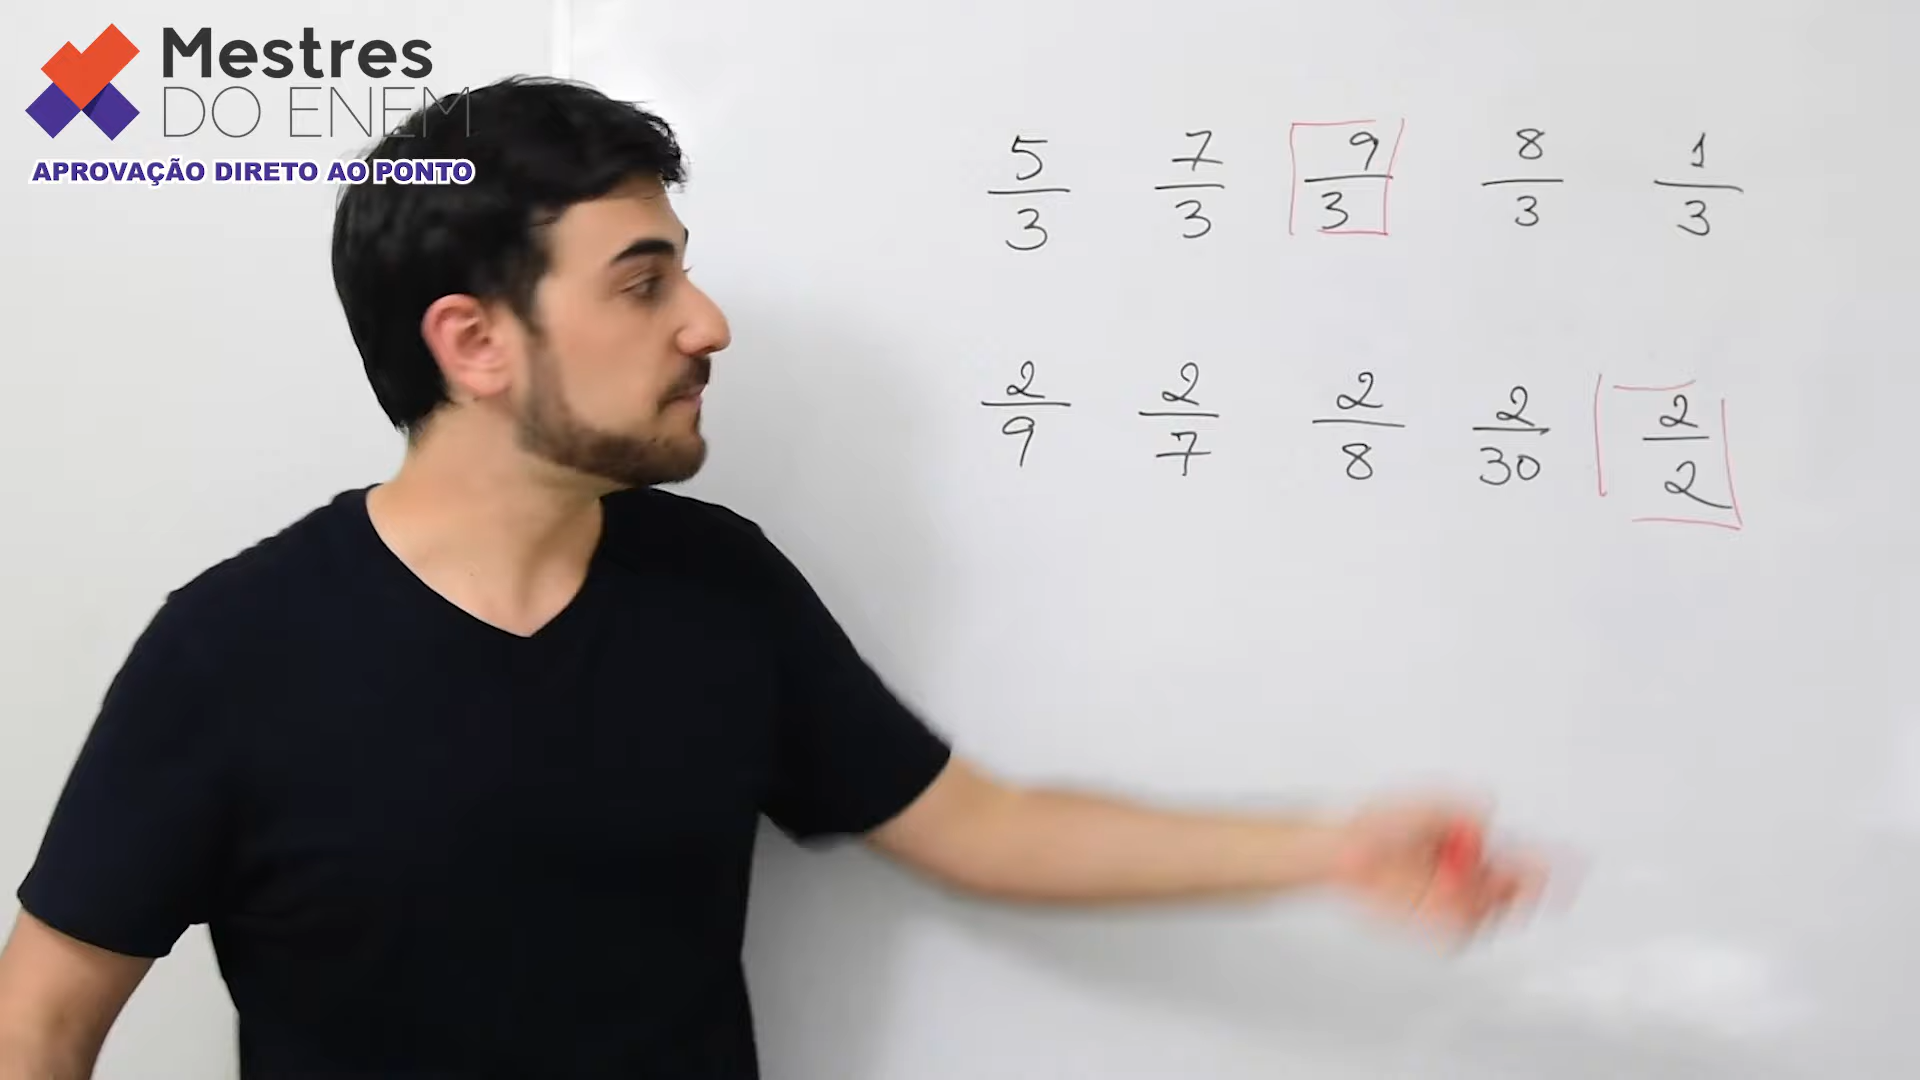 Mestres
DO ENEM
APROVAÇÃO DIRETO AO PONTO
5/3 7/3 9/3 8/3 1/3
2/9 2/7 2/8 2/30 2/2